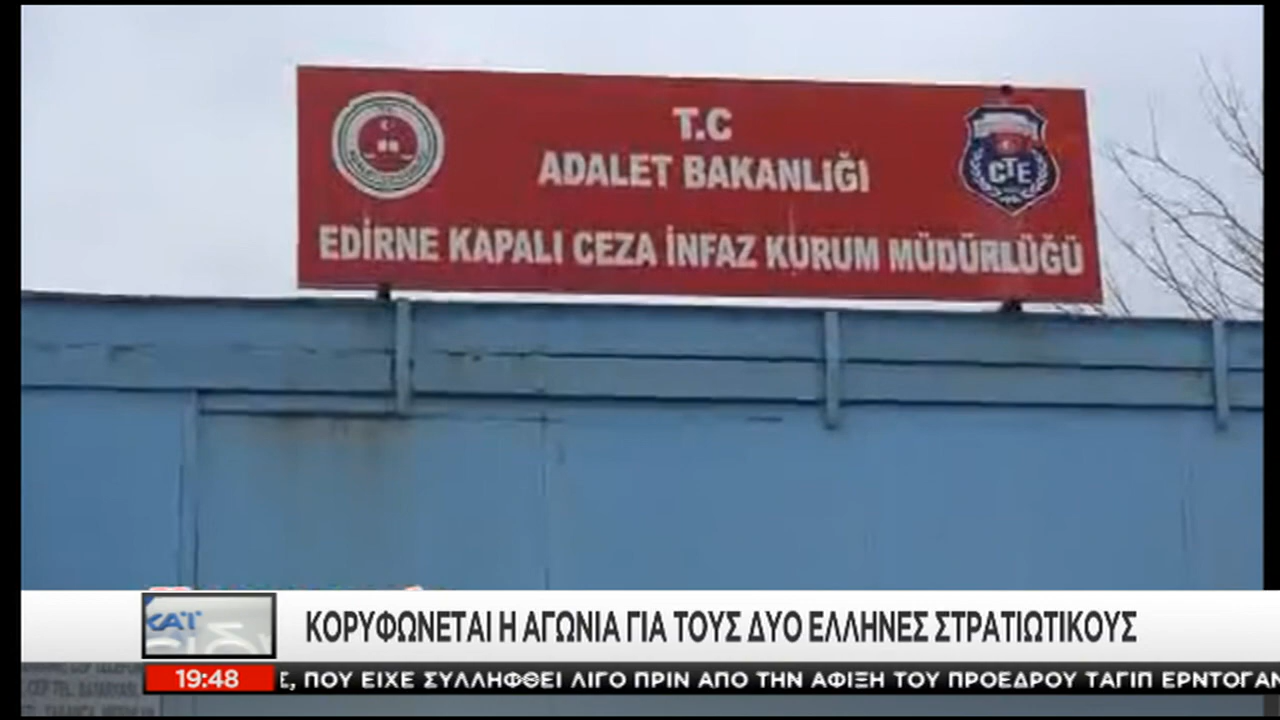 T.C
ADALET BAKANLIĞI
CTE
EDİRNE KAPALI CEZA İNFAZ KURUM MÜDÜRLÜĞÜ
ΚΟΡΥΦΩΝΕΤΑΙ Η ΑΓΩΝΙΑ ΓΙΑ ΤΟΥΣ ΔΥΟ ΕΛΛΗΝΕΣ ΣΤΡΑΤΙΩΤΙΚΟΥΣ
19:48 Σ, ΠΟΥ ΕΙΧΕ ΣΥΛΛΗΦΘΕΙ ΛΙΓΟ ΠΡΙΝ ΑΠΟ ΤΗΝ ΑΦΙΞΗ ΤΟΥ ΠΡΟΕΔΡΟΥ ΤΑΓΙΠ ΕΡΝΤΟΓΑΝ